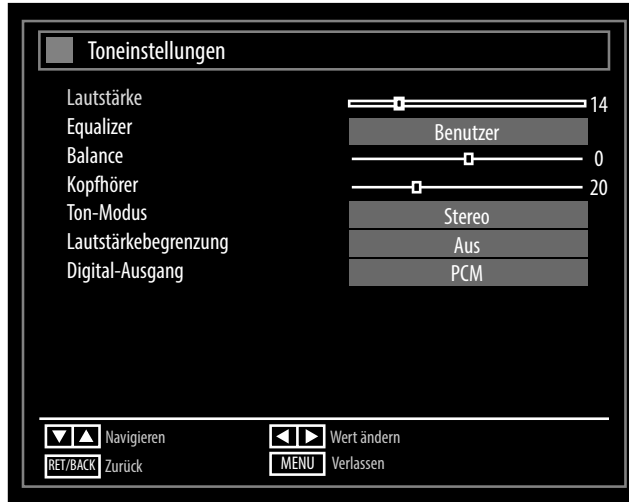 Toneinstellungen
Lautstärke 14
Equalizer Benutzer
Balance 0
Kopfhörer 20
Ton-Modus Stereo
Lautstärkebegrenzung Aus
Digital-Ausgang PCM
Navigieren Wert ändern
RET/BACK Zurück MENU Verlassen